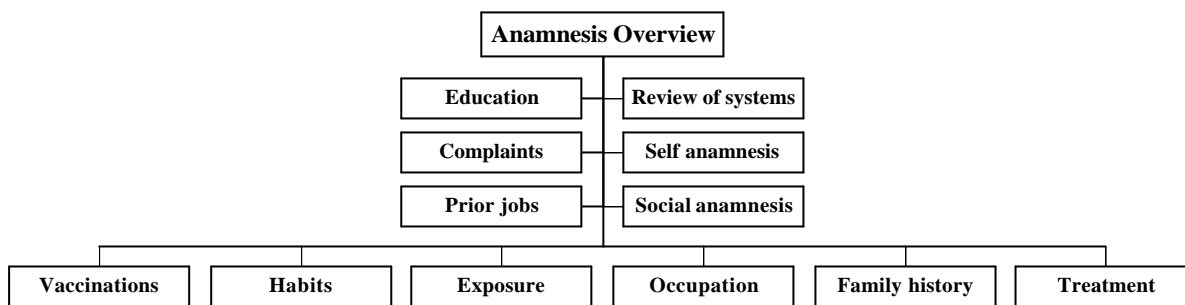 Anamnesis Overview
Education
Review of systems
Complaints
Self anamnesis
Prior jobs
Social anamnesis
Vaccinations
Habits
Exposure
Occupation
Family history
Treatment